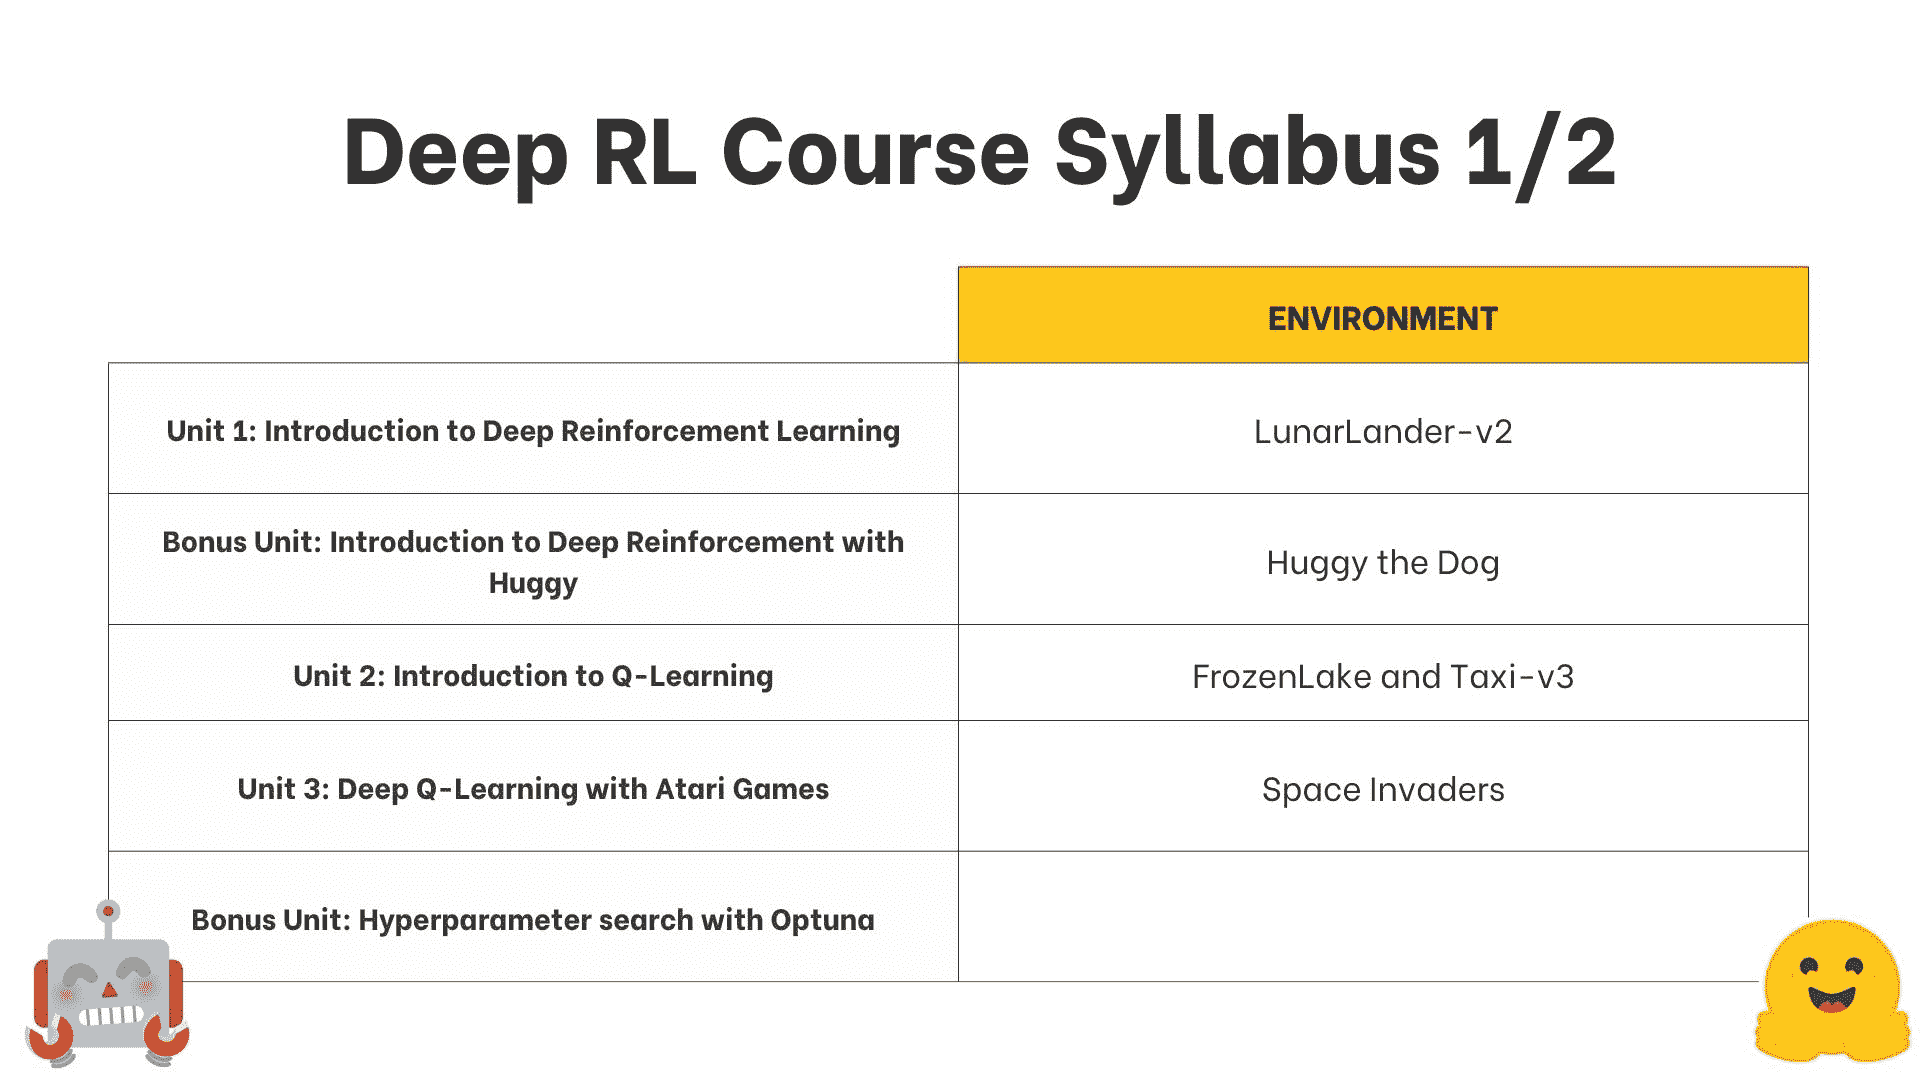 Deep RL Course Syllabus 1/2
ENVIRONMENT
Unit 1: Introduction to Deep Reinforcement Learning
LunarLander-v2
Bonus Unit: Introduction to Deep Reinforcement with
Huggy
Huggy the Dog
Unit 2: Introduction to Q-Learning
FrozenLake and Taxi-v3
Unit 3: Deep Q-Learning with Atari Games
Space Invaders
Bonus Unit: Hyperparameter search with Optuna